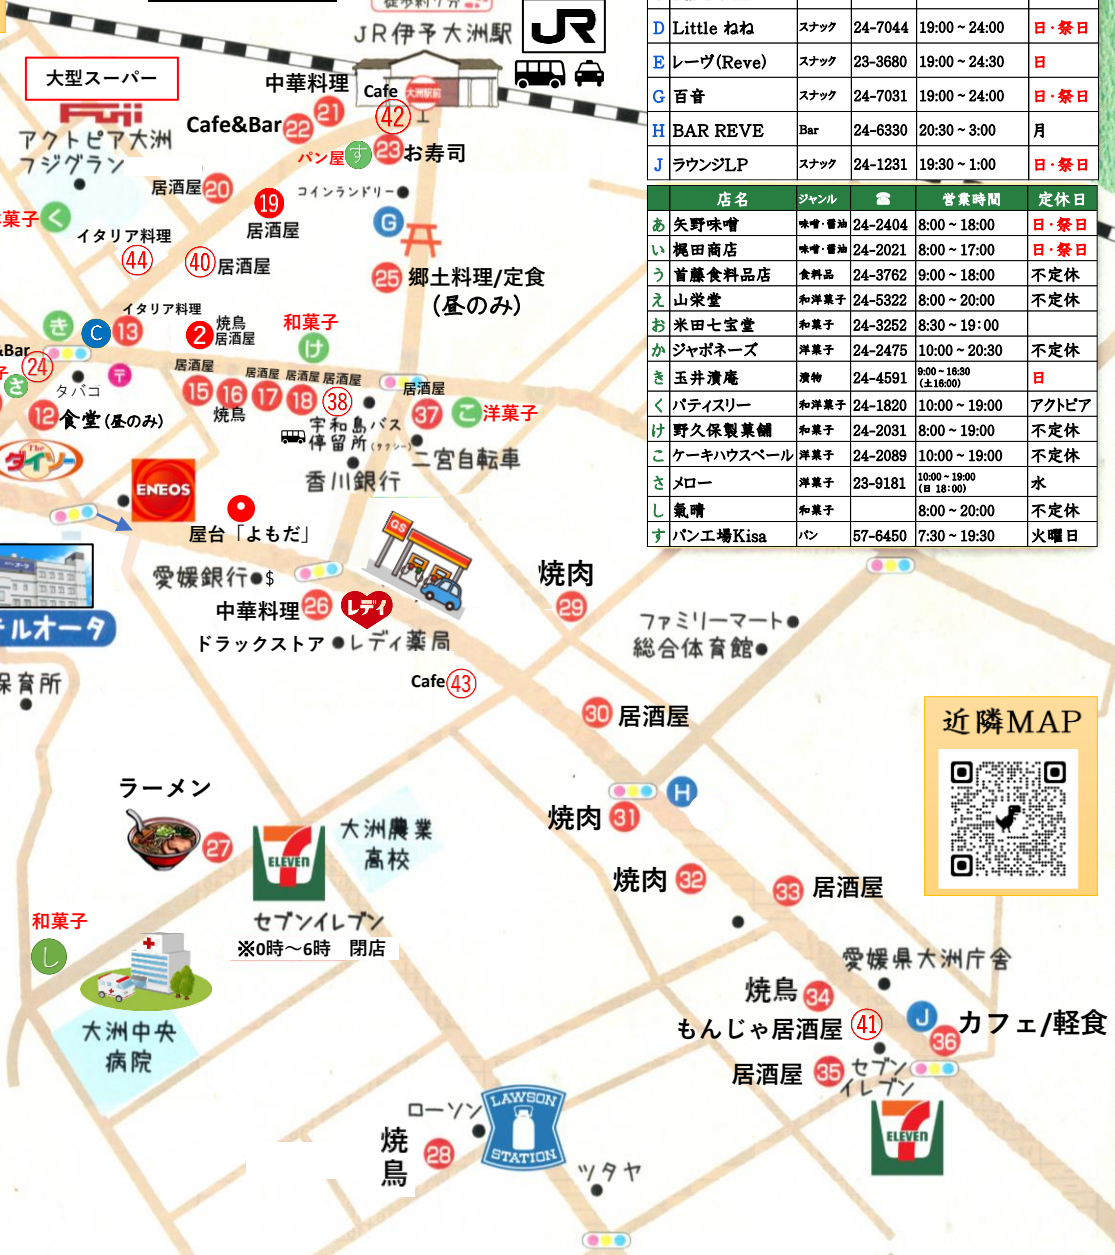 D Little ねね スナック 24-7044 19:00~24:00 日・祭日
E レーヴ(Reve) スナック 23-3680 19:00~24:30 日
G 百音 スナック 24-7031 19:00~24:00 日・祭日
H BAR REVE Bar 24-6330 20:30~3:00 月
J ラウンジLP スナック 24-1231 19:30~1:00 日・祭日
店名 ジャンル ☎ 営業時間 定休日
あ 矢野味噌 味噌・醤油 24-2404 8:00~18:00 日・祭日
い 梶田商店 味噌・醤油 24-2021 8:00~17:00 日・祭日
う 首藤食料品店 食料品 24-3762 9:00~18:00 不定休
え 山栄堂 和洋菓子 24-5322 8:00~20:00 不定休
お 米田七宝堂 和菓子 24-3252 8:30~19:00
か ジャポネーズ 洋菓子 24-2475 10:00~20:30 不定休
き 玉井漬庵 漬物 24-4591 9:00~16:30 (土16:00) 日
く パティスリー 和洋菓子 24-1820 10:00~19:00 アクトピア
け 野久保製菓舗 和菓子 24-2031 8:00~19:00 不定休
こ ケーキハウスベール 洋菓子 24-2089 10:00~19:00 不定休
さ メロー 洋菓子 23-9181 10:00~19:00 (日 18:00) 水
し 氣晴 和菓子 8:00~20:00 不定休
す パン工場Kisa パン 57-6450 7:30~19:30 火曜日
JR伊予大洲駅
JR
大型スーパー
Fuji
アクトピア大洲
フジグラン
中華料理
21
Cafe
42
大洲駅前
Cafe&Bar 22
パン屋 す
23 お寿司
居酒屋 20
コインランドリー
19
居酒屋
G
菓子 く
イタリア料理
44
40 居酒屋
25 郷土料理/定食
(昼のみ)
イタリア料理
き C 13
2 焼鳥
居酒屋
和菓子
け
&Bar
24
さ
タバコ
居酒屋 居酒屋 居酒屋 居酒屋
15 16 17 18 38
焼鳥
居酒屋
37 こ 洋菓子
12 食堂(昼のみ)
宇和島バス
停留所(タクシー)
二宮自転車
The
ダイソー
ENEOS
香川銀行
屋台「よもだ」
GS
愛媛銀行 $
中華料理 26
レデイ
ドラックストア レディ薬局
焼肉
29
ファミリーマート
総合体育館
ルオータ
保育所
Cafe 43
30 居酒屋
近隣MAP
H
焼肉 31
ラーメン
27
7 ELEVEN
大洲農業
高校
焼肉 32
33 居酒屋
セブンイレブン
※0時～6時 閉店
和菓子
し
大洲中央
病院
愛媛県大洲庁舎
焼鳥 34
もんじゃ居酒屋 41
J
36 カフェ/軽食
居酒屋 35
セブン
イレブン
7 ELEVEN
ローソン
LAWSON
STATION
焼
鳥
28
ツタヤ